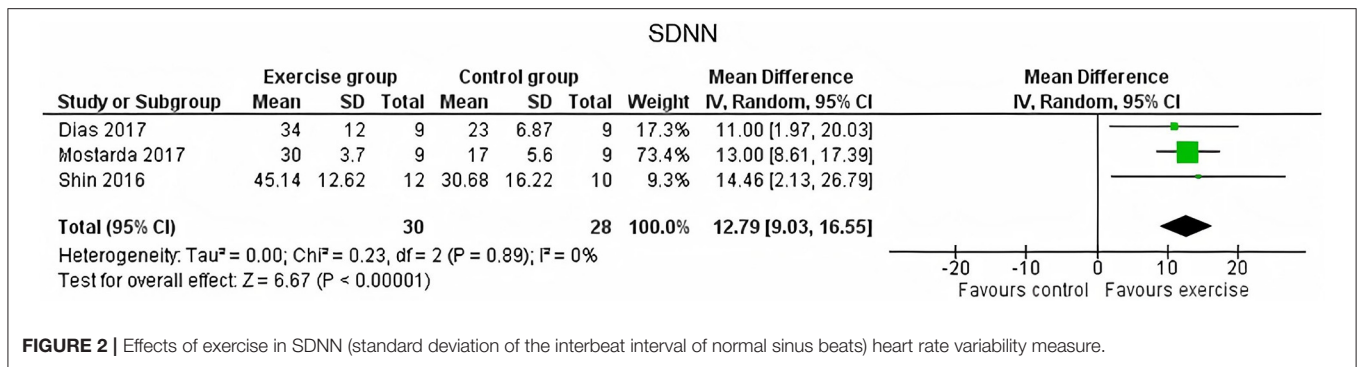 SDNN
Exercise group Control group Mean Difference Mean Difference
Study or Subgroup Mean SD Total Mean SD Total Weight IV, Random, 95% CI IV, Random, 95% CI
Dias 2017 34 12 9 23 6.87 9 17.3% 11.00 [1.97, 20.03]
Mostarda 2017 30 3.7 9 17 5.6 9 73.4% 13.00 [8.61, 17.39]
Shin 2016 45.14 12.62 12 30.68 16.22 10 9.3% 14.46 [2.13, 26.79]
Total (95% CI) 30 28 100.0% 12.79 [9.03, 16.55]
Heterogeneity: Tau² = 0.00; Chi² = 0.23, df = 2 (P = 0.89); I² = 0%
Test for overall effect: Z = 6.67 (P < 0.00001)
-20 -10 0 10 20
Favours control Favours exercise
FIGURE 2 | Effects of exercise in SDNN (standard deviation of the interbeat interval of normal sinus beats) heart rate variability measure.